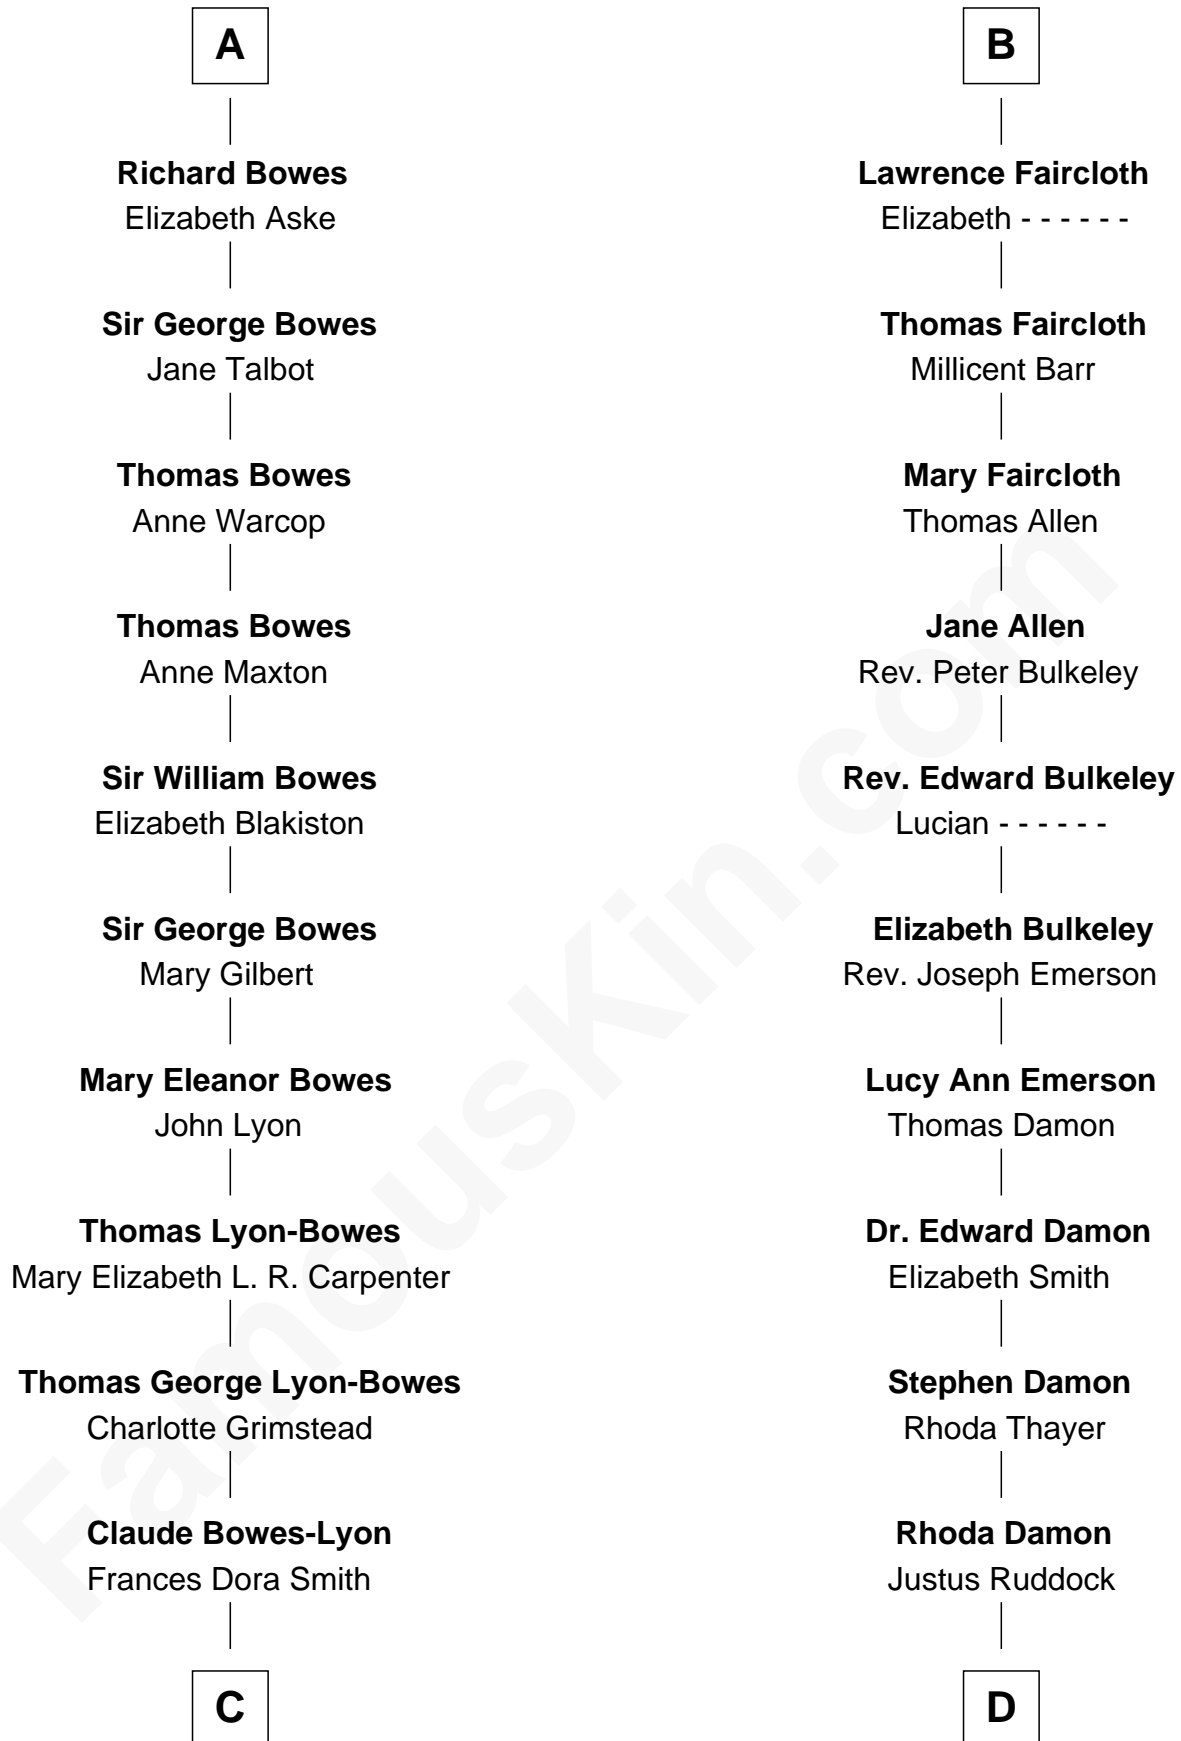 A
Richard Bowes
Elizabeth Aske
Sir George Bowes
Jane Talbot
Thomas Bowes
Anne Warcop
Thomas Bowes
Anne Maxton
Sir William Bowes
Elizabeth Blakiston
Sir George Bowes
Mary Gilbert
Mary Eleanor Bowes
John Lyon
Thomas Lyon-Bowes
Mary Elizabeth L. R. Carpenter
Thomas George Lyon-Bowes
Charlotte Grimstead
Claude Bowes-Lyon
Frances Dora Smith
C
B
Lawrence Faircloth
Elizabeth - - - - - -
Thomas Faircloth
Millicent Barr
Mary Faircloth
Thomas Allen
Jane Allen
Rev. Peter Bulkeley
Rev. Edward Bulkeley
Lucian - - - - - -
Elizabeth Bulkeley
Rev. Joseph Emerson
Lucy Ann Emerson
Thomas Damon
Dr. Edward Damon
Elizabeth Smith
Stephen Damon
Rhoda Thayer
Rhoda Damon
Justus Ruddock
D
FamousKin.com